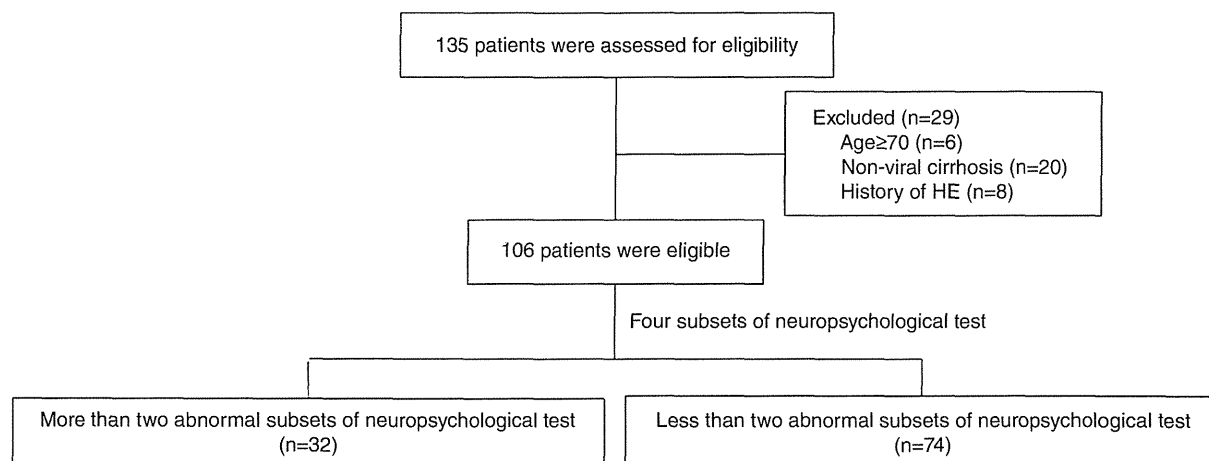 135 patients were assessed for eligibility
Excluded (n=29)
Age≥70 (n=6)
Non-viral cirrhosis (n=20)
History of HE (n=8)
106 patients were eligible
Four subsets of neuropsychological test
More than two abnormal subsets of neuropsychological test
(n=32)
Less than two abnormal subsets of neuropsychological test
(n=74)